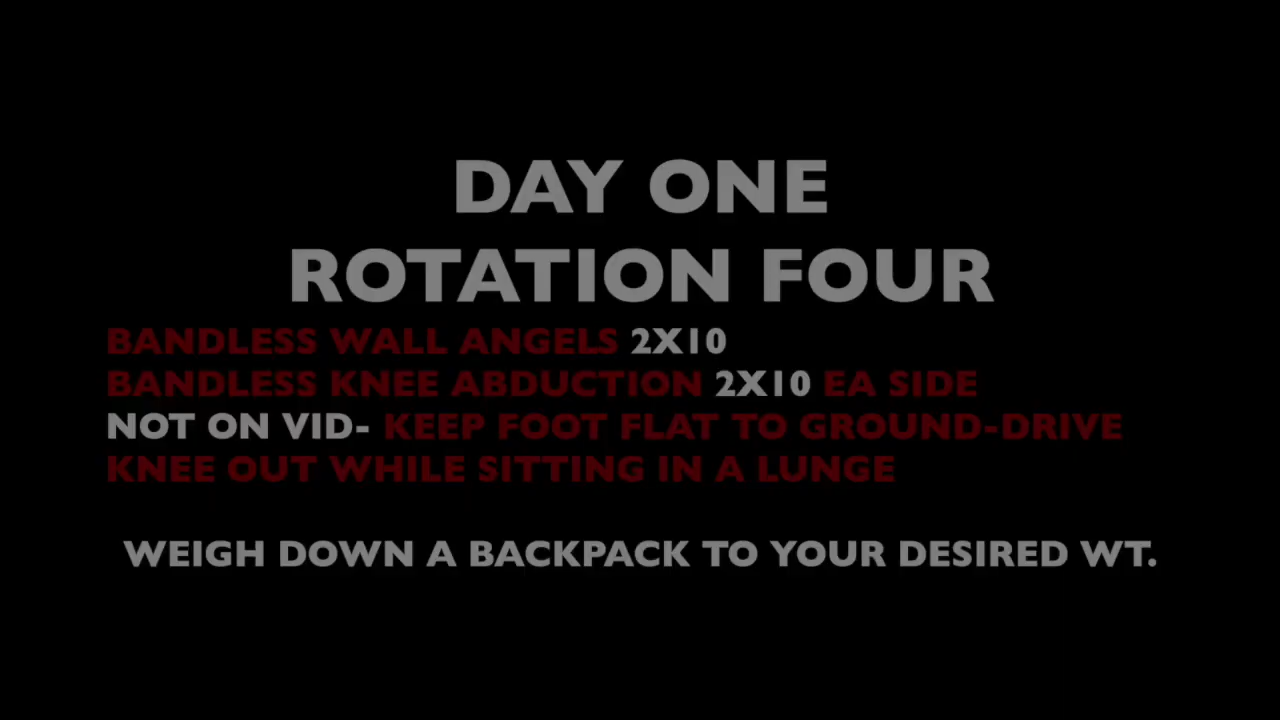 DAY ONE
ROTATION FOUR
BANDLESS WALL ANGELS 2X10
BANDLESS KNEE ABDUCTION 2X10 EA SIDE
NOT ON VID- KEEP FOOT FLAT TO GROUND-DRIVE
KNEE OUT WHILE SITTING IN A LUNGE
WEIGH DOWN A BACKPACK TO YOUR DESIRED WT.